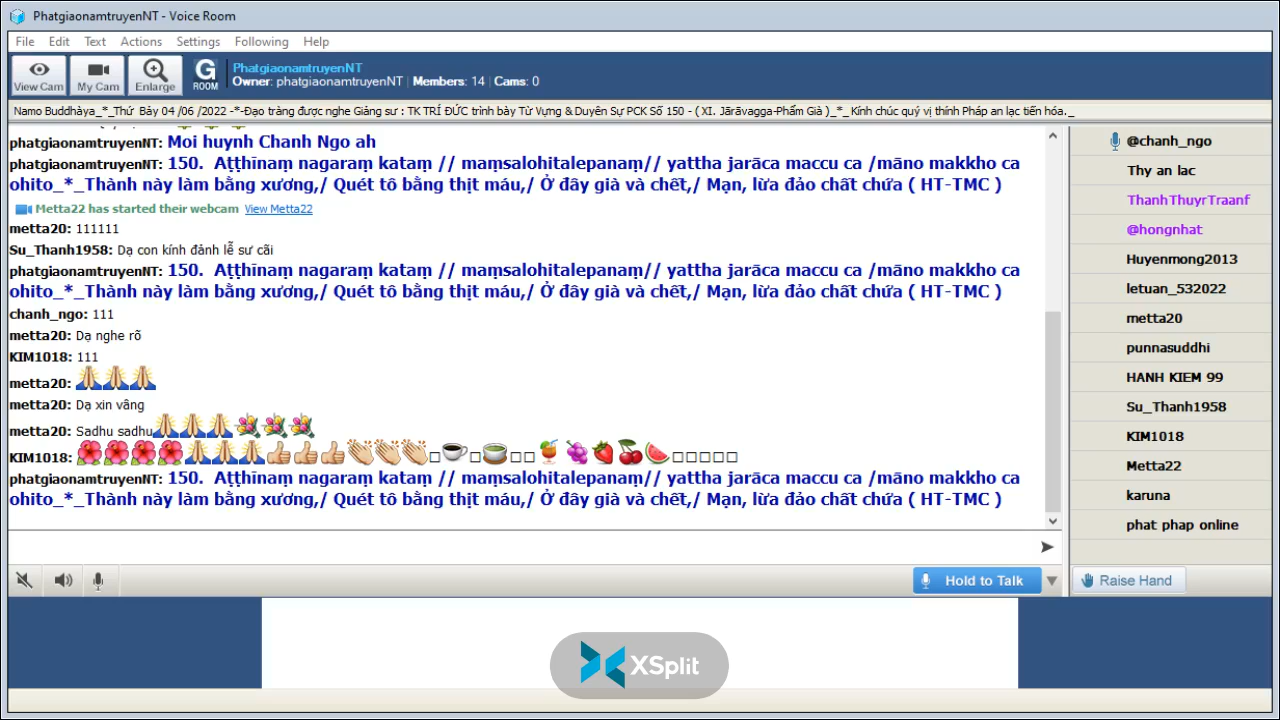 PhatgiaonamtruyenNT - Voice Room
File Edit Text Actions Settings Following Help
View Cam My Cam Enlarge
G ROOM
PhatgiaonamtruyenNT
Owner: phatgiaonamtruyenNT Members: 14 Cams: 0
Namo Buddhàya_*_Thứ Bảy 04 /06 /2022 -*-Đạo tràng được nghe Giảng sư : TK TRÍ ĐỨC trình bày Từ Vựng & Duyên Sự PCK Số 150 - ( XI. Jārāvagga-Phẩm Già )_*_Kính chúc quý vị thính Pháp an lạc tiến hóa._
phatgiaonamtruyenNT: Moi huynh Chanh Ngo ah
phatgiaonamtruyenNT: 150. Aṭṭhīnaṃ nagaraṃ kataṃ // maṃsalohitalepanaṃ// yattha jarāca maccu ca /māno makkho ca
ohito_*_Thành này làm bằng xương,/ Quét tô bằng thịt máu,/ Ở đây già và chết,/ Mạn, lừa đảo chất chứa ( HT-TMC )
Metta22 has started their webcam View Metta22
metta20: 111111
Su_Thanh1958: Dạ con kính đảnh lễ sư cãi
phatgiaonamtruyenNT: 150. Aṭṭhīnaṃ nagaraṃ kataṃ // maṃsalohitalepanaṃ// yattha jarāca maccu ca /māno makkho ca
ohito_*_Thành này làm bằng xương,/ Quét tô bằng thịt máu,/ Ở đây già và chết,/ Mạn, lừa đảo chất chứa ( HT-TMC )
chanh_ngo: 111
metta20: Dạ nghe rõ
KIM1018: 111
metta20: 🙏🙏🙏
metta20: Dạ xin vâng
metta20: Sadhu sadhu🙏🙏🙏💐💐💐
KIM1018: 🌺🌺🌺🌺🙏🙏🙏👍👍👍👏👏👏□☕□🍵□□🍹🍇🍓🍒🍉□□□□□
phatgiaonamtruyenNT: 150. Aṭṭhīnaṃ nagaraṃ kataṃ // maṃsalohitalepanaṃ// yattha jarāca maccu ca /māno makkho ca
ohito_*_Thành này làm bằng xương,/ Quét tô bằng thịt máu,/ Ở đây già và chết,/ Mạn, lừa đảo chất chứa ( HT-TMC )
@chanh_ngo
Thy an lac
ThanhThuyrTraanf
@hongnhat
Huyenmong2013
letuan_532022
metta20
punnasuddhi
HANH KIEM 99
Su_Thanh1958
KIM1018
Metta22
karuna
phat phap online
Hold to Talk
Raise Hand
XSplit